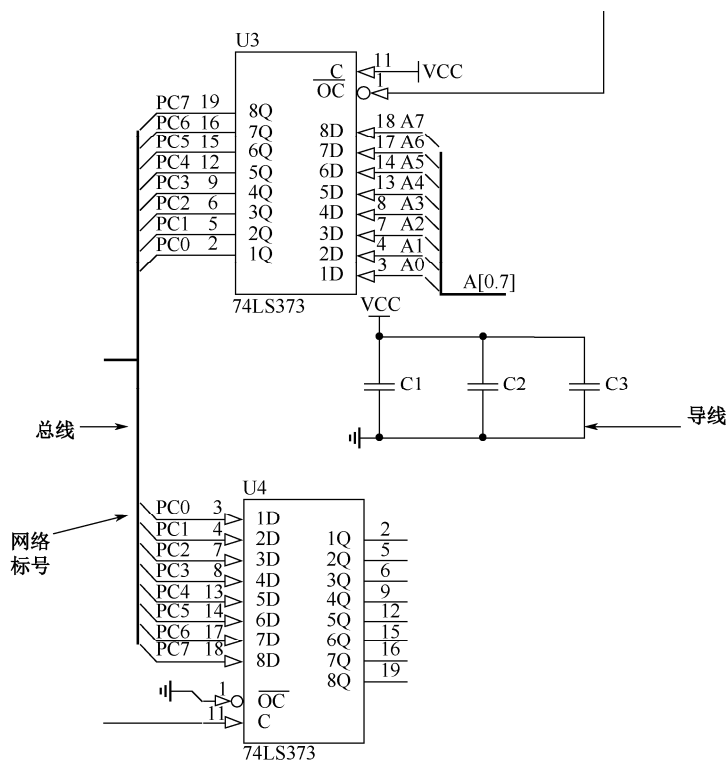 U3
C 11 VCC
OC 1
PC7 19 8Q
PC6 16 7Q
PC5 15 6Q
PC4 12 5Q
PC3 9 4Q
PC2 6 3Q
PC1 5 2Q
PC0 2 1Q
8D 18 A7
7D 17 A6
6D 14 A5
5D 13 A4
4D 8 A3
3D 7 A2
2D 4 A1
1D 3 A0
A[0.7]
74LS373
VCC
C1
C2
C3
总线
导线
网络
标号
U4
PC0 3 1D
PC1 4 2D
PC2 7 3D
PC3 8 4D
PC4 13 5D
PC5 14 6D
PC6 17 7D
PC7 18 8D
1Q 2
2Q 5
3Q 6
4Q 9
5Q 12
6Q 15
7Q 16
8Q 19
1 OC
11 C
74LS373